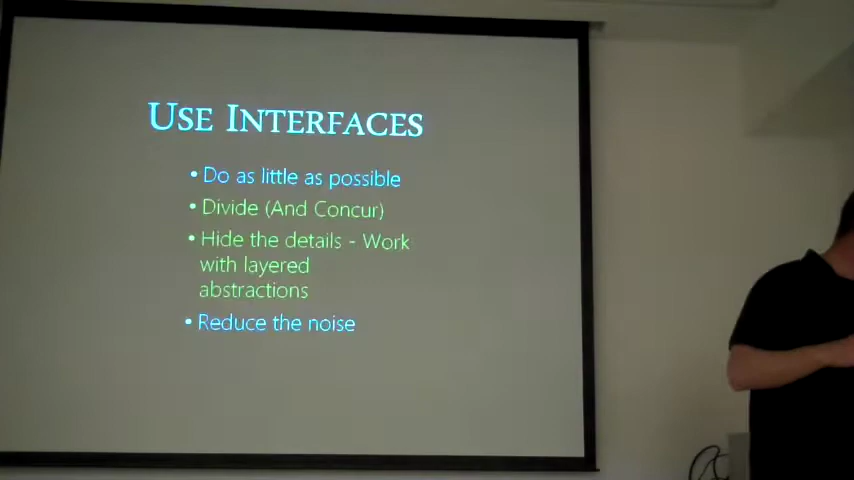 USE INTERFACES
• Do as little as possible
• Divide (And Concur)
• Hide the details - Work
with layered
abstractions
• Reduce the noise